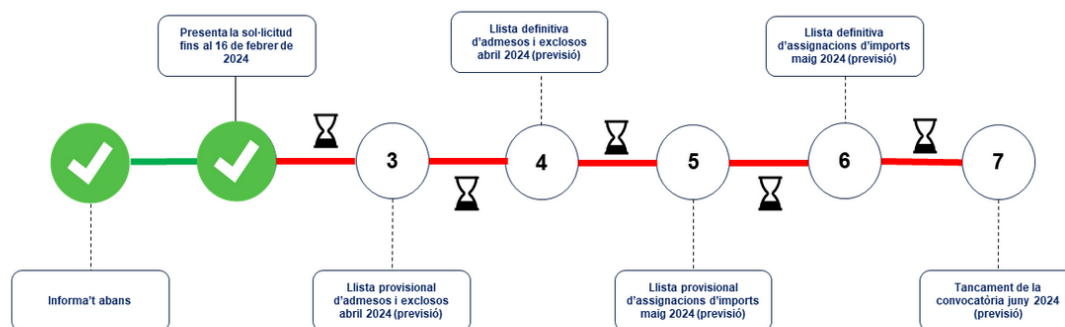 Presenta la sol·licitud
fins al 16 de febrer de
2024
Llista definitiva
d'admesos i exclosos
abril 2024 (previsió)
Llista definitiva
d'assignacions d'imports
maig 2024 (previsió)
3
4
5
6
7
Informa't abans
Llista provisional
d'admesos i exclosos
abril 2024 (previsió)
Llista provisional
d'assignacions d'imports
maig 2024 (previsió)
Tancament de la
convocatòria juny 2024
(previsió)